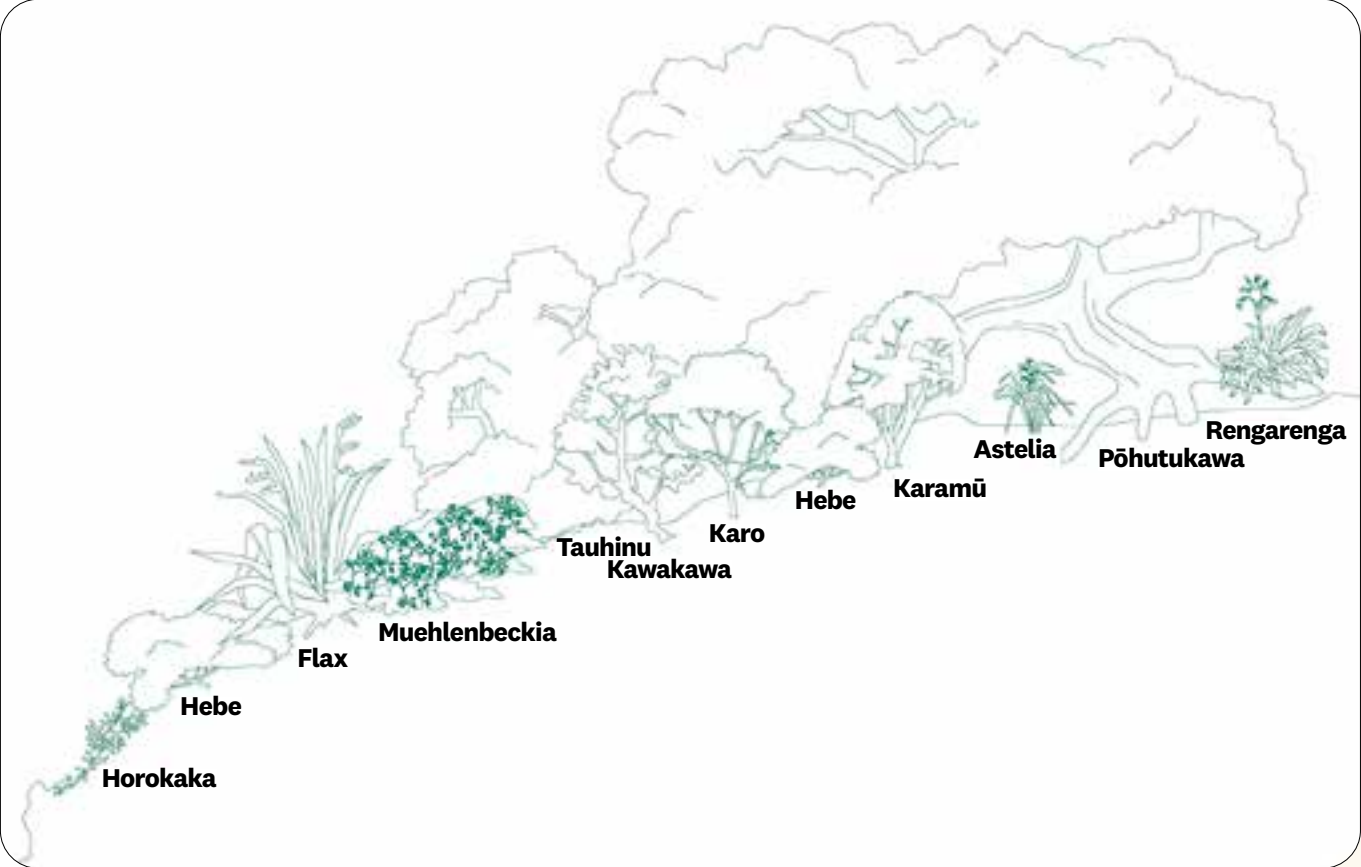 Rengarenga
Astelia
Pōhutukawa
Karamū
Hebe
Karo
Tauhinu
Kawakawa
Muehlenbeckia
Flax
Hebe
Horokaka